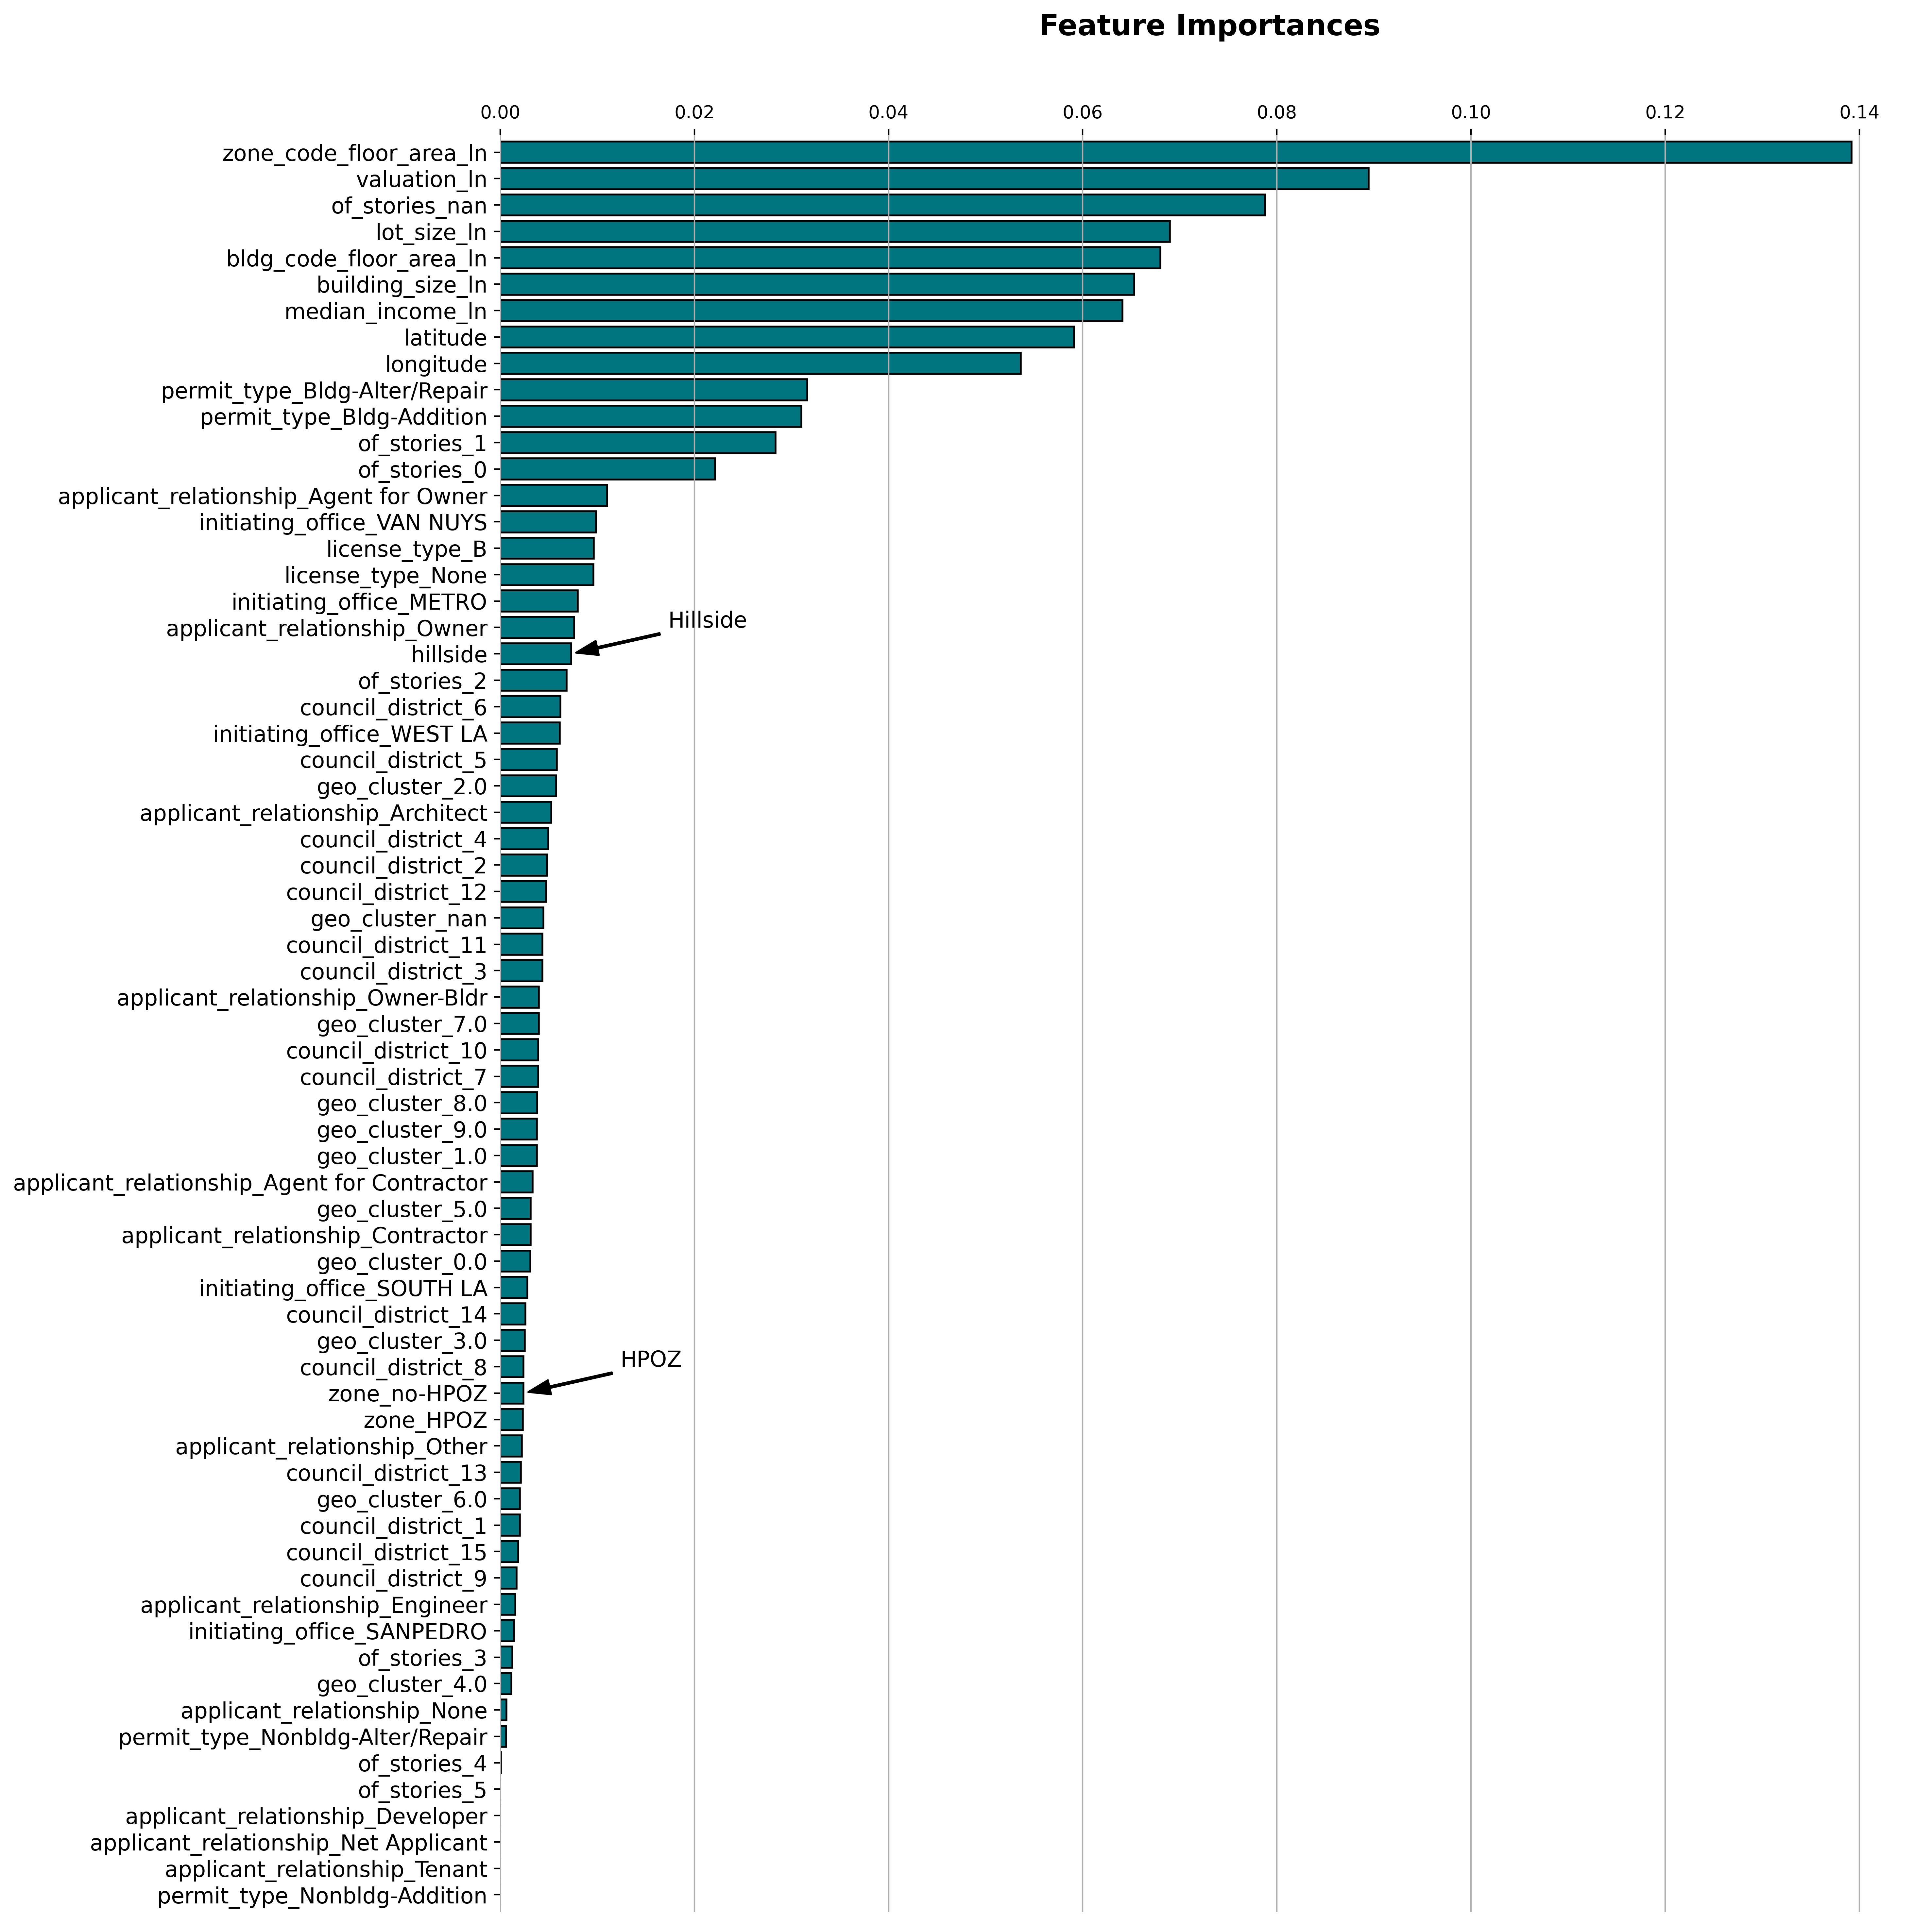 Feature Importances
0.00 0.02 0.04 0.06 0.08 0.10 0.12 0.14
zone_code_floor_area_ln
valuation_ln
of_stories_nan
lot_size_ln
bldg_code_floor_area_ln
building_size_ln
median_income_ln
latitude
longitude
permit_type_Bldg-Alter/Repair
permit_type_Bldg-Addition
of_stories_1
of_stories_0
applicant_relationship_Agent for Owner
initiating_office_VAN NUYS
license_type_B
license_type_None
initiating_office_METRO
Hillside
applicant_relationship_Owner
hillside
of_stories_2
council_district_6
initiating_office_WEST LA
council_district_5
geo_cluster_2.0
applicant_relationship_Architect
council_district_4
council_district_2
council_district_12
geo_cluster_nan
council_district_11
council_district_3
applicant_relationship_Owner-Bldr
geo_cluster_7.0
council_district_10
council_district_7
geo_cluster_8.0
geo_cluster_9.0
geo_cluster_1.0
applicant_relationship_Agent for Contractor
geo_cluster_5.0
applicant_relationship_Contractor
geo_cluster_0.0
initiating_office_SOUTH LA
council_district_14
geo_cluster_3.0
HPOZ
council_district_8
zone_no-HPOZ
zone_HPOZ
applicant_relationship_Other
council_district_13
geo_cluster_6.0
council_district_1
council_district_15
council_district_9
applicant_relationship_Engineer
initiating_office_SANPEDRO
of_stories_3
geo_cluster_4.0
applicant_relationship_None
permit_type_Nonbldg-Alter/Repair
of_stories_4
of_stories_5
applicant_relationship_Developer
applicant_relationship_Net Applicant
applicant_relationship_Tenant
permit_type_Nonbldg-Addition